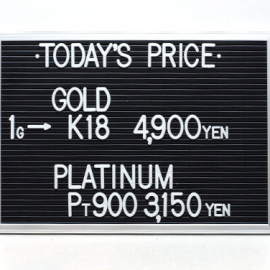 ·TODAY'S PRICE·
GOLD
1G→ K18 4,900YEN
PLATINUM
PT900 3,150YEN